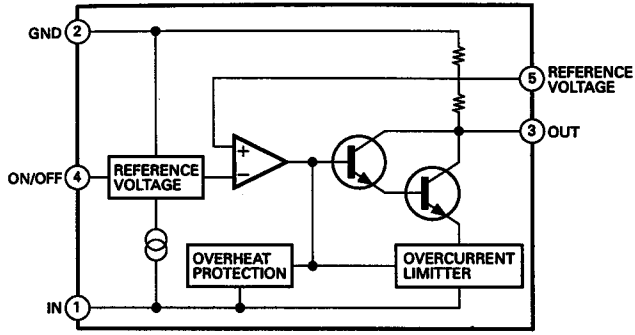 GND 2
5 REFERENCE
VOLTAGE
3 OUT
+
−
ON/OFF 4
REFERENCE
VOLTAGE
OVERHEAT
PROTECTION
OVERCURRENT
LIMITTER
IN 1